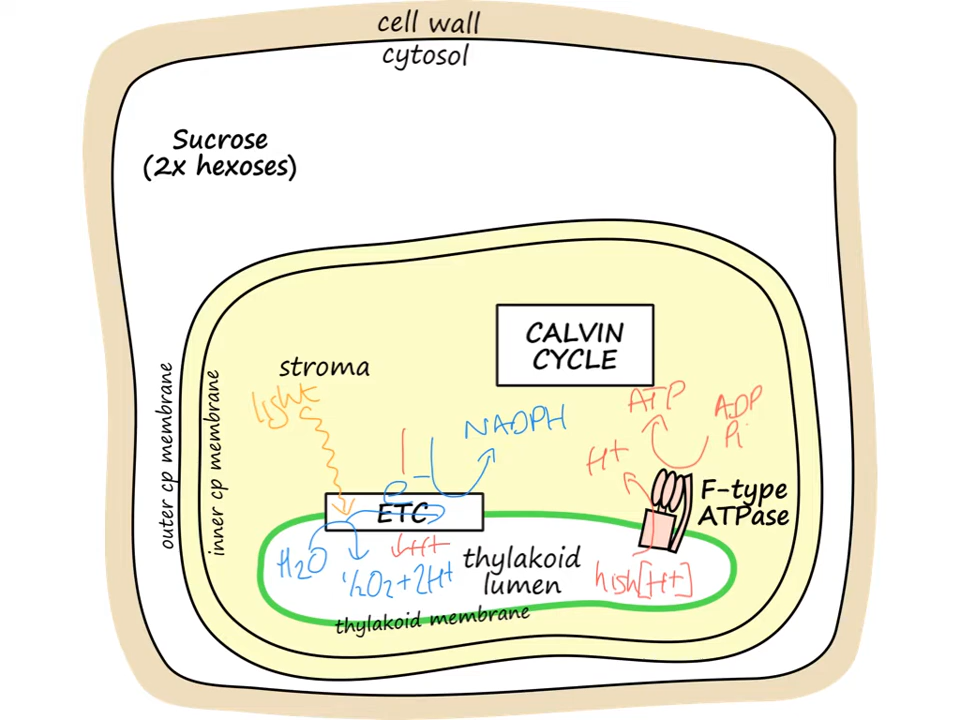 cell wall
cytosol
Sucrose
(2x hexoses)
CALVIN
CYCLE
stroma
light
NADPH
ATP
ADP
Pi
H+
outer cp membrane
inner cp membrane
e-
ETC
F-type
ATPase
H2O
½O2+2H+
H+
thylakoid
lumen
high[H+]
thylakoid membrane